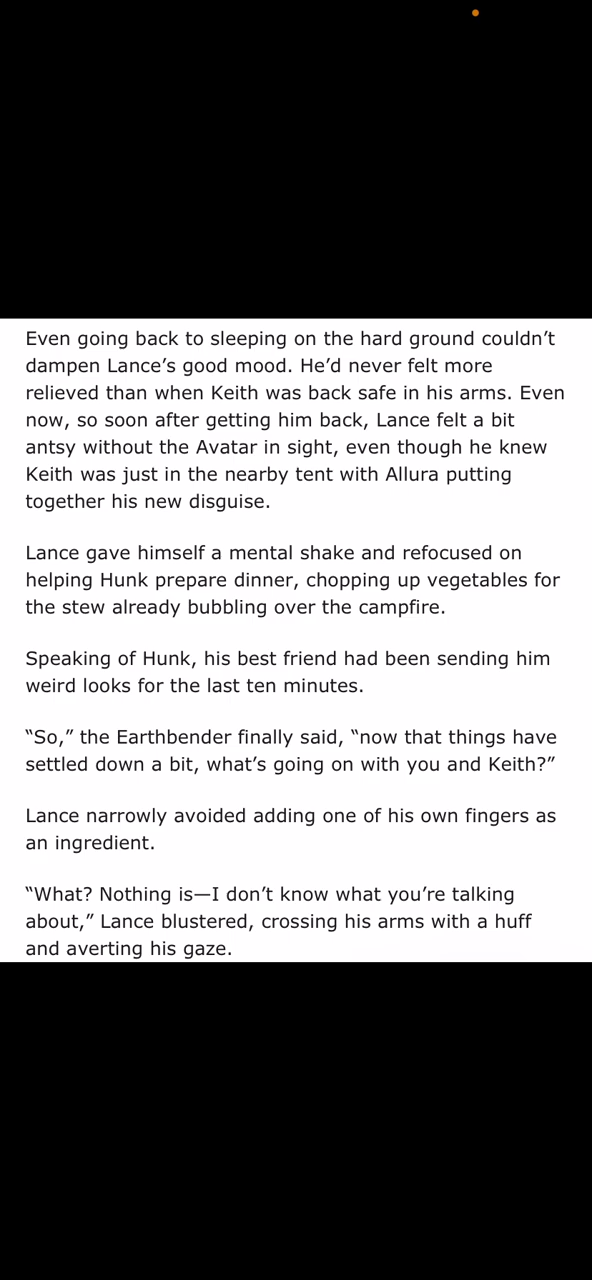 Even going back to sleeping on the hard ground couldn’t
dampen Lance’s good mood. He’d never felt more
relieved than when Keith was back safe in his arms. Even
now, so soon after getting him back, Lance felt a bit
antsy without the Avatar in sight, even though he knew
Keith was just in the nearby tent with Allura putting
together his new disguise.
Lance gave himself a mental shake and refocused on
helping Hunk prepare dinner, chopping up vegetables for
the stew already bubbling over the campfire.
Speaking of Hunk, his best friend had been sending him
weird looks for the last ten minutes.
“So,” the Earthbender finally said, “now that things have
settled down a bit, what’s going on with you and Keith?”
Lance narrowly avoided adding one of his own fingers as
an ingredient.
“What? Nothing is—I don’t know what you’re talking
about,” Lance blustered, crossing his arms with a huff
and averting his gaze.